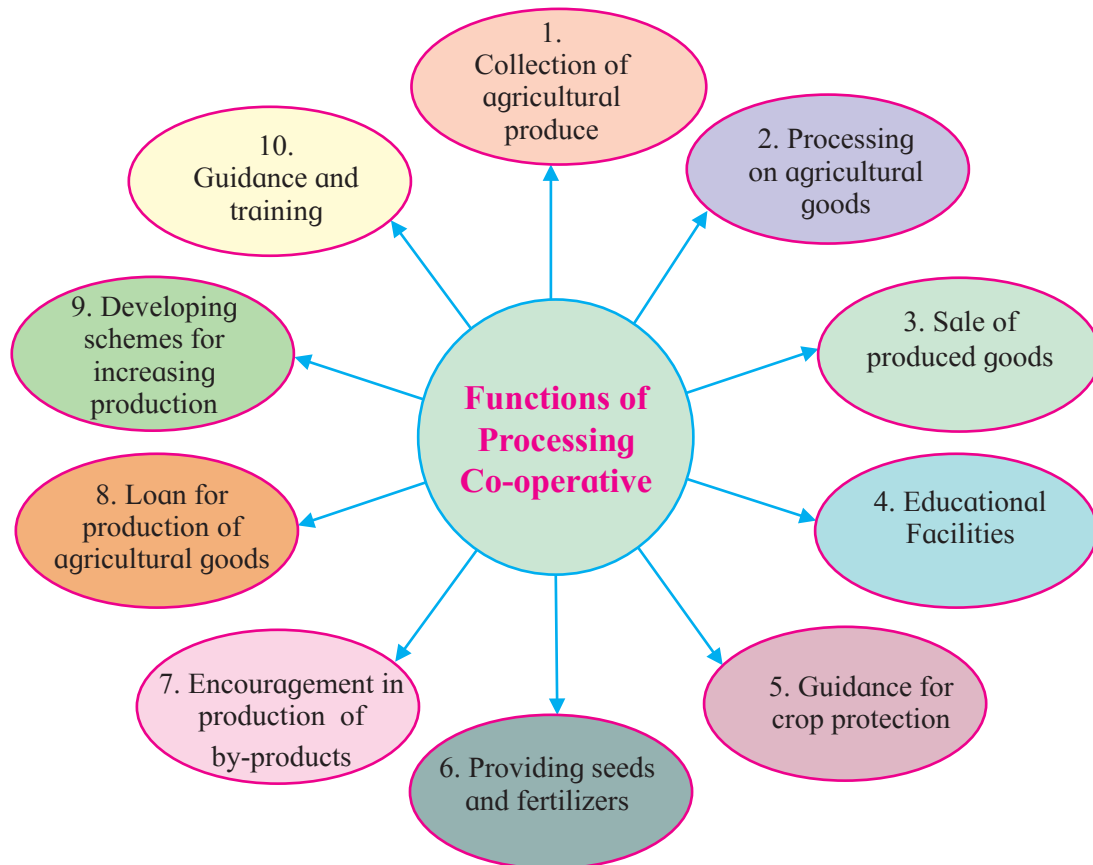 1.
Collection of
agricultural
produce
2. Processing
on agricultural
goods
3. Sale of
produced goods
4. Educational
Facilities
5. Guidance for
crop protection
6. Providing seeds
and fertilizers
7. Encouragement in
production of
by-products
8. Loan for
production of
agricultural goods
9. Developing
schemes for
increasing
production
10.
Guidance and
training
Functions of
Processing
Co-operative